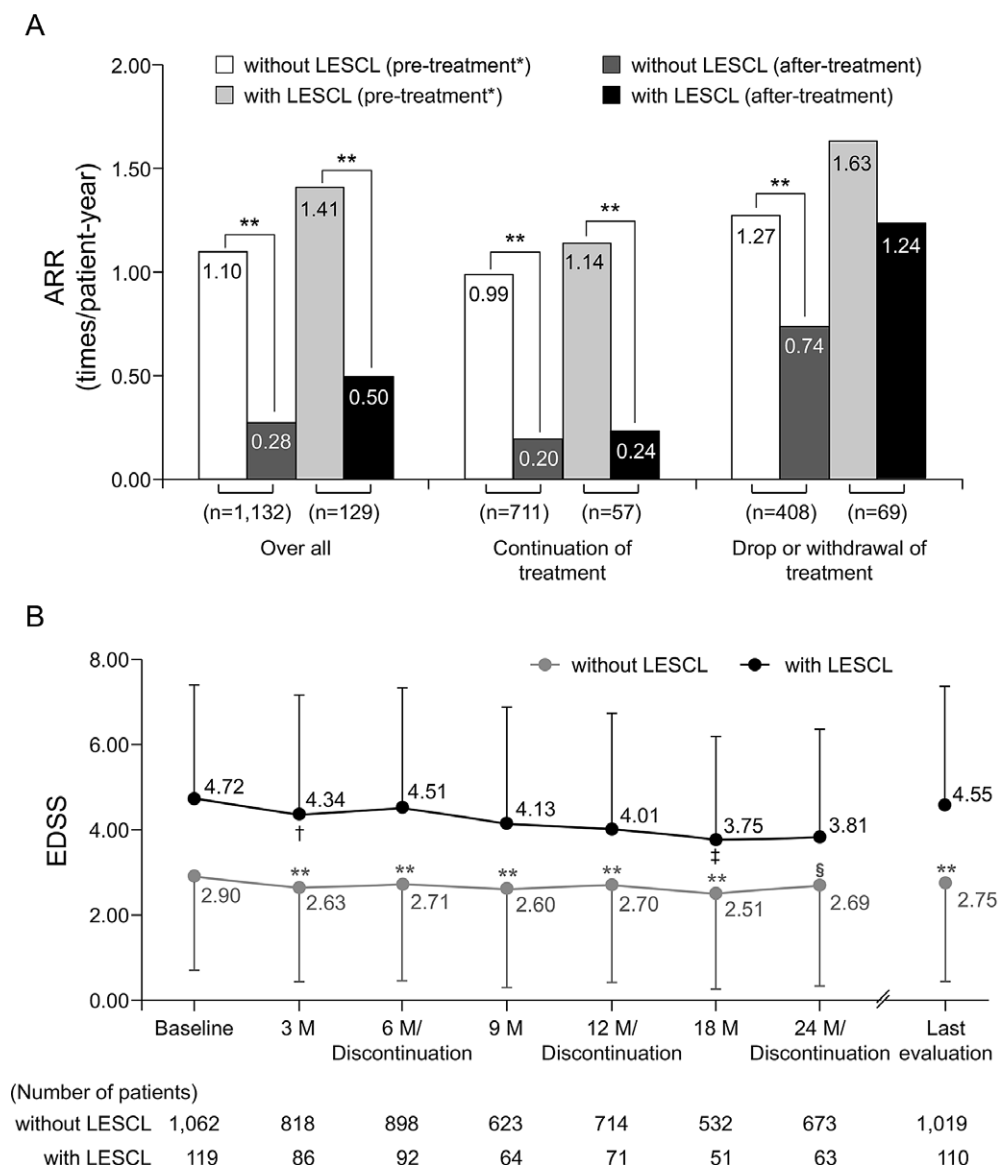 A
2.00
without LESCL (pre-treatment*)
without LESCL (after-treatment)
with LESCL (pre-treatment*)
with LESCL (after-treatment)
1.50
1.00
0.50
0.00
ARR
(times/patient-year)
**
1.10
0.28
**
1.41
0.50
**
0.99
0.20
**
1.14
0.24
**
1.27
0.74
1.63
1.24
(n=1,132) (n=129) (n=711) (n=57) (n=408) (n=69)
Over all
Continuation of
treatment
Drop or withdrawal of
treatment
B
8.00
6.00
4.00
2.00
0.00
EDSS
without LESCL
with LESCL
4.72 4.34 4.51 4.13 4.01 3.75 3.81 4.55
† ‡
** ** ** ** ** § **
2.90 2.63 2.71 2.60 2.70 2.51 2.69 2.75
Baseline
3 M
6 M/
Discontinuation
9 M
12 M/
Discontinuation
18 M
24 M/
Discontinuation
Last
evaluation
(Number of patients)
without LESCL 1,062 818 898 623 714 532 673 1,019
with LESCL 119 86 92 64 71 51 63 110